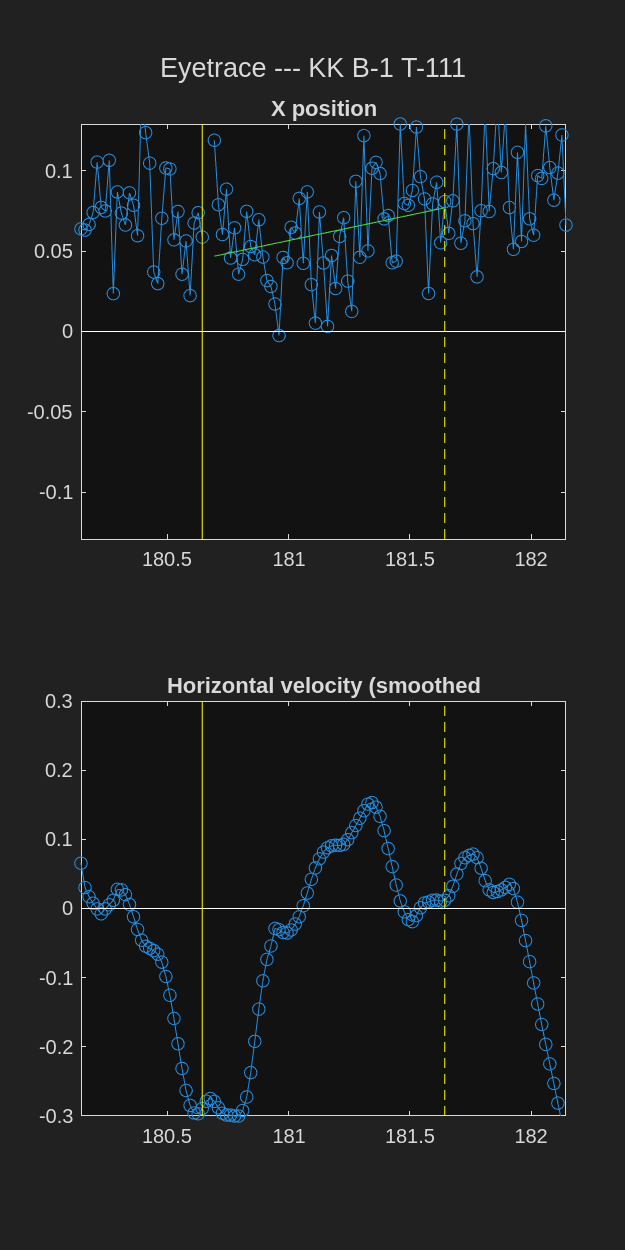 Eyetrace --- KK B-1 T-111
X position
0.1
0.05
0
-0.05
-0.1
180.5 181 181.5 182
Horizontal velocity (smoothed
0.3
0.2
0.1
0
-0.1
-0.2
-0.3
180.5 181 181.5 182